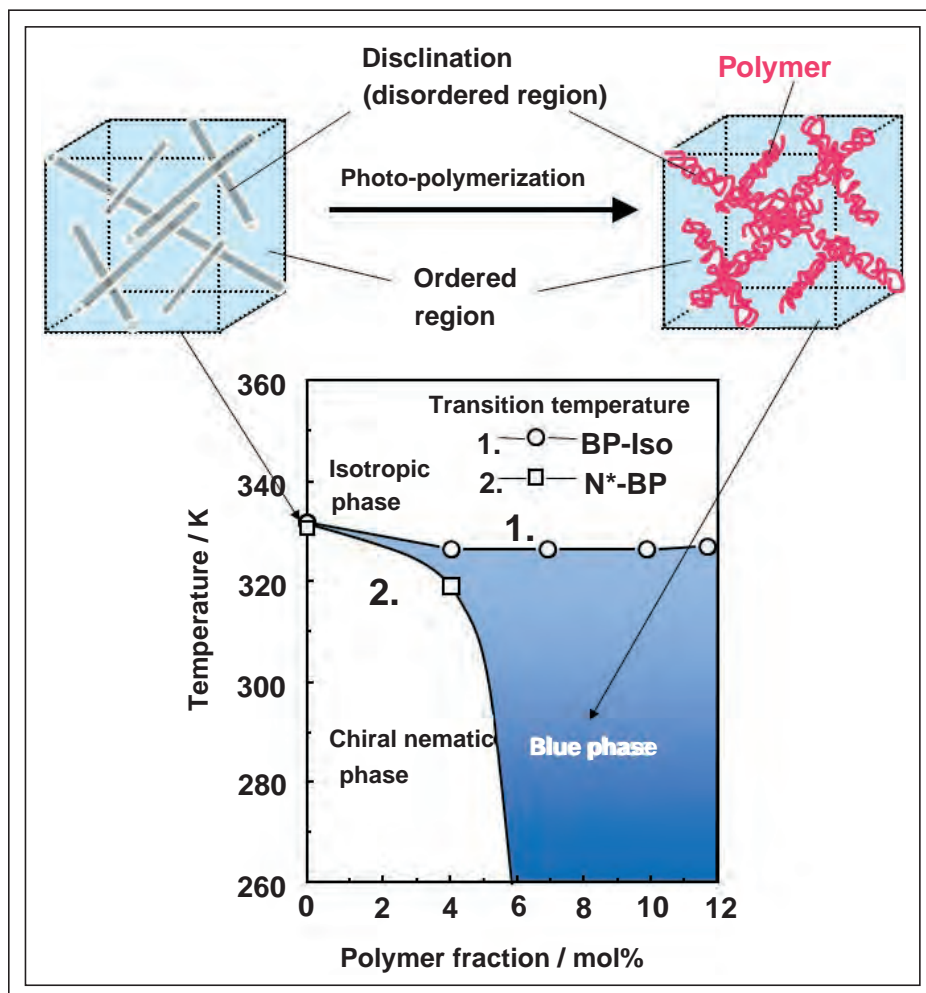 Disclination
(disordered region)
Polymer
Photo-polymerization
Ordered
region
360
340
320
300
280
260
Temperature / K
Transition temperature
1. BP-Iso
2. N*-BP
Isotropic
phase
1.
2.
Chiral nematic
phase
Blue phase
0 2 4 6 8 10 12
Polymer fraction / mol%